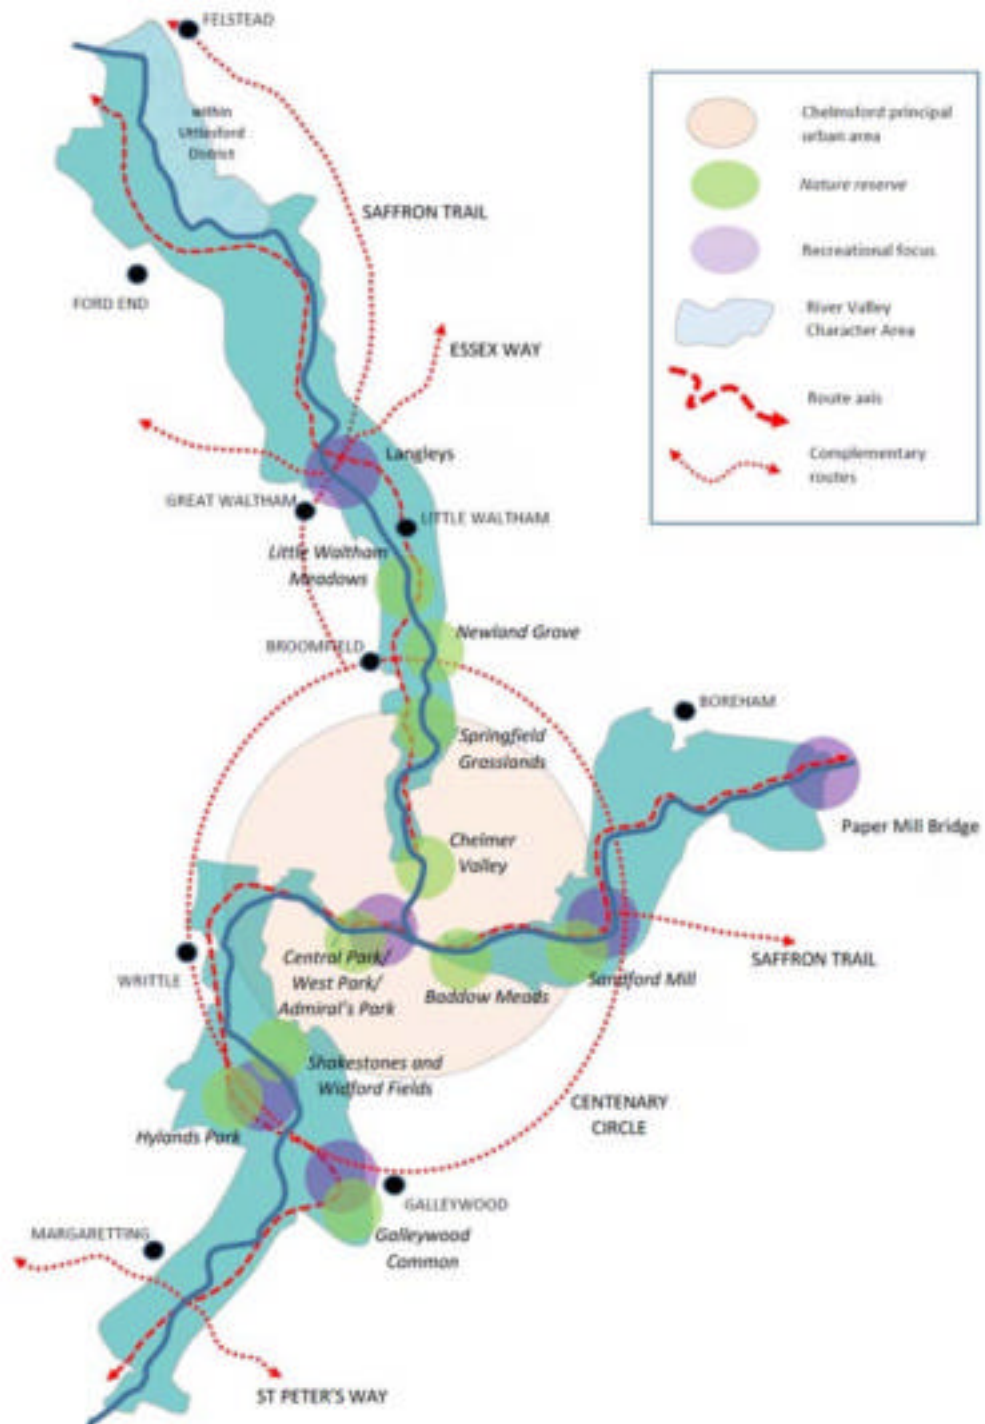 FELSTEAD
within
Uttlesford
District
SAFFRON TRAIL
FORD END
ESSEX WAY
Langleys
GREAT WALTHAM
LITTLE WALTHAM
Little Waltham
Meadows
Newland Grove
BROOMFIELD
BOREHAM
Springfield
Grasslands
Paper Mill Bridge
Chelmer
Valley
Central Park/
West Park/
Admiral's Park
Baddow Meads
Sandford Mill
SAFFRON TRAIL
WRITTLE
Shakestones and
Widford Fields
CENTENARY
CIRCLE
Hylands Park
GALLEYWOOD
Galleywood
Common
MARGARETTING
ST PETER'S WAY
Chelmsford principal
urban area
Nature reserve
Recreational focus
River Valley
Character Area
Route axis
Complementary
routes